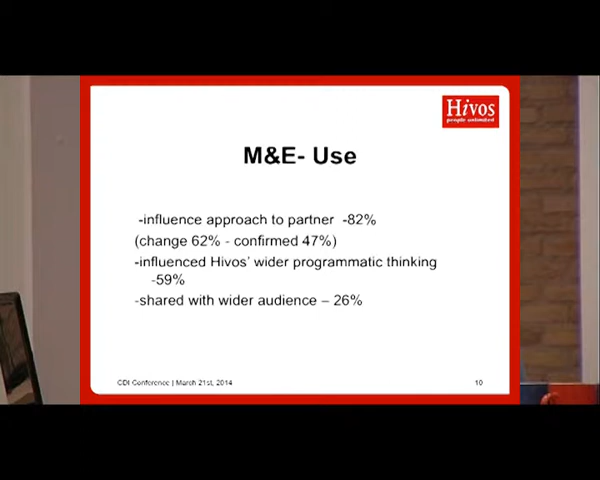 Hivos
people unlimited
M&E- Use
-influence approach to partner -82%
(change 62% - confirmed 47%)
-influenced Hivos' wider programmatic thinking
-59%
-shared with wider audience – 26%
CDI Conference | March 21st, 2014
10